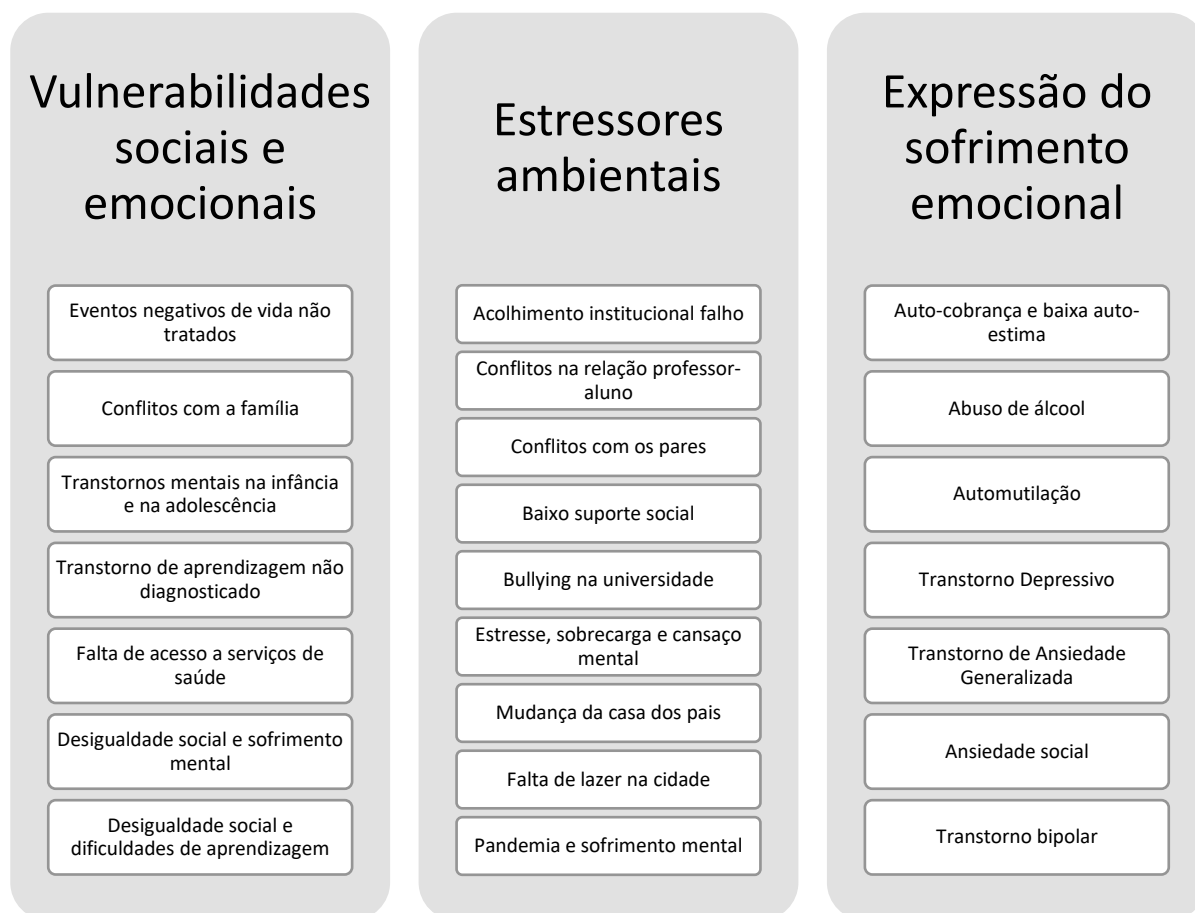 Vulnerabilidades
sociais e
emocionais
Eventos negativos de vida não
tratados
Conflitos com a família
Transtornos mentais na infância
e na adolescência
Transtorno de aprendizagem não
diagnosticado
Falta de acesso a serviços de
saúde
Desigualdade social e sofrimento
mental
Desigualdade social e
dificuldades de aprendizagem
Estressores
ambientais
Acolhimento institucional falho
Conflitos na relação professor-
aluno
Conflitos com os pares
Baixo suporte social
Bullying na universidade
Estresse, sobrecarga e cansaço
mental
Mudança da casa dos pais
Falta de lazer na cidade
Pandemia e sofrimento mental
Expressão do
sofrimento
emocional
Auto-cobrança e baixa auto-
estima
Abuso de álcool
Automutilação
Transtorno Depressivo
Transtorno de Ansiedade
Generalizada
Ansiedade social
Transtorno bipolar